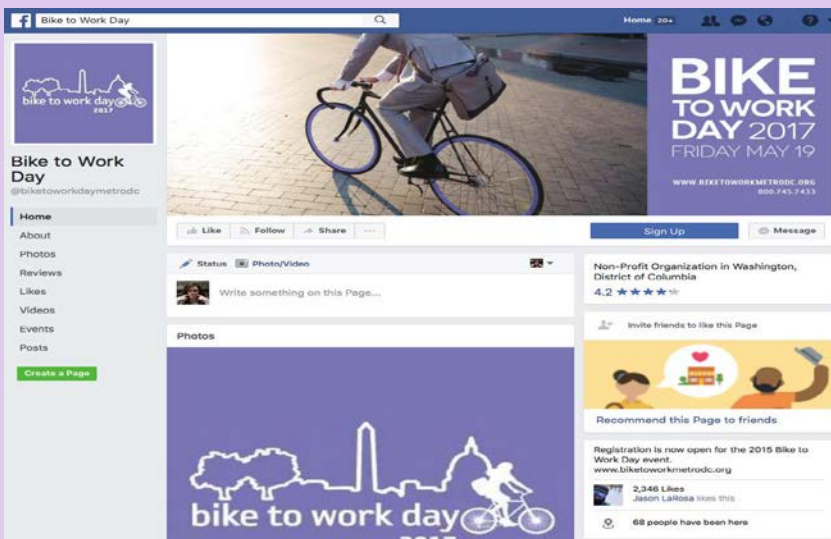 f
Bike to Work Day
Home 20+
?
bike to work day
2017
BIKE
TO WORK
DAY 2017
FRIDAY MAY 19
WWW.BIKETOWORKMETRODC.ORG
800.745.7433
Bike to Work
Day
@biketoworkdaymetrodc
Home
About
Photos
Reviews
Likes
Videos
Events
Posts
Create a Page
Like
Follow
Share
...
Sign Up
Message
Status
Photo/Video
Write something on this Page...
Photos
bike to work day
2017
Non-Profit Organization in Washington,
District of Columbia
4.2 ★★★★★
Invite friends to like this Page
Recommend this Page to friends
Registration is now open for the 2015 Bike to
Work Day event.
www.biketoworkmetrodc.org
2,346 Likes
Jason LaRosa likes this
68 people have been here